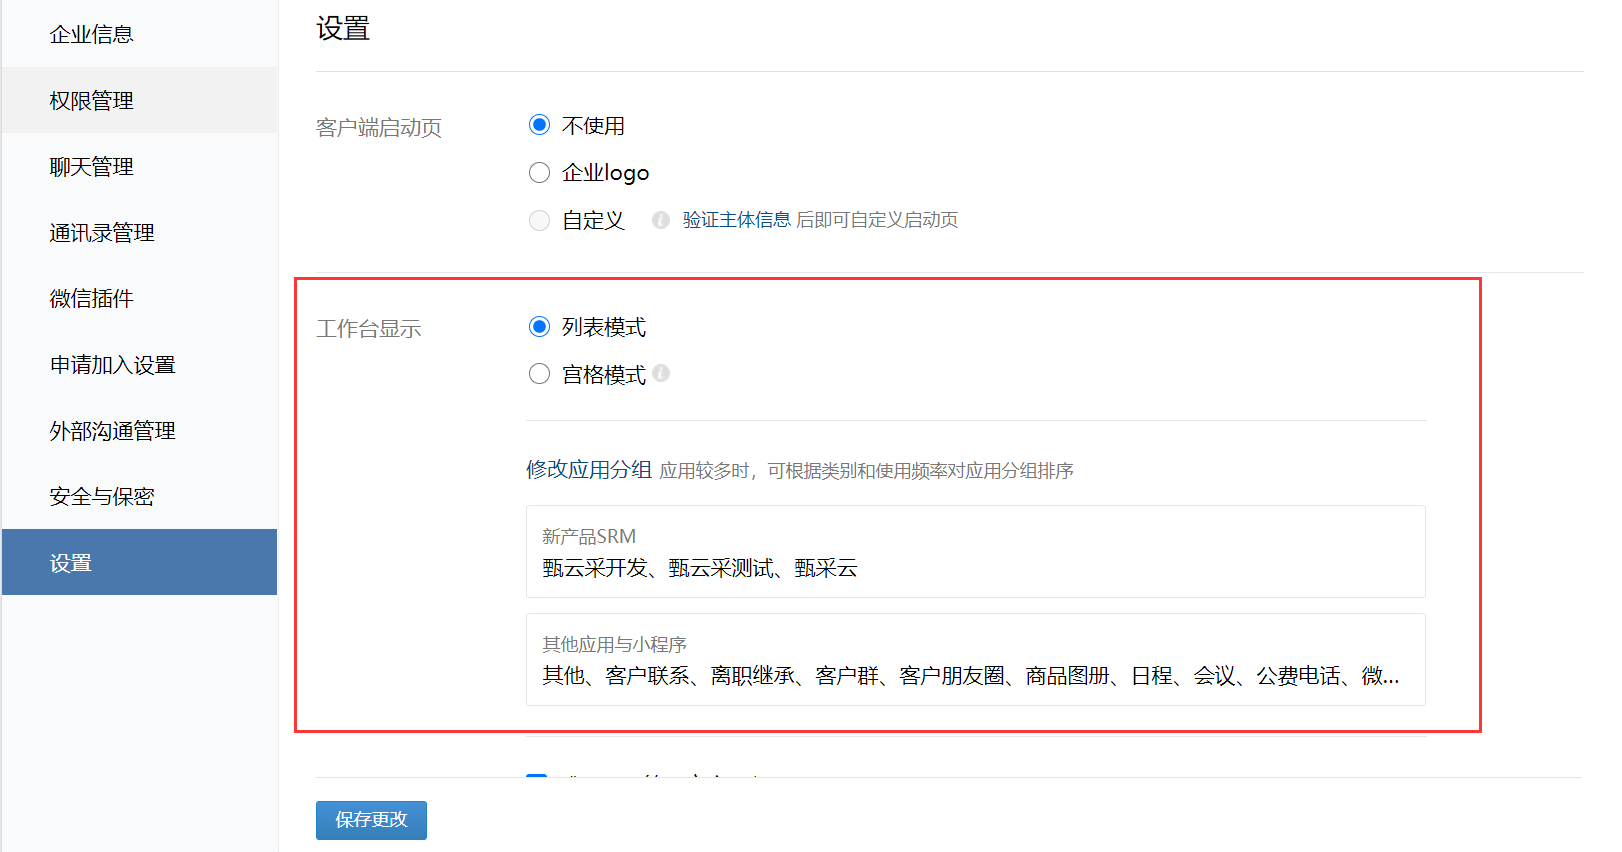 企业信息
权限管理
聊天管理
通讯录管理
微信插件
申请加入设置
外部沟通管理
安全与保密
设置
设置
客户端启动页
不使用
企业logo
自定义 验证主体信息 后即可自定义启动页
工作台显示
列表模式
宫格模式
修改应用分组 应用较多时，可根据类别和使用频率对应用分组排序
新产品SRM
甄云采开发、甄云采测试、甄采云
其他应用与小程序
其他、客户联系、离职继承、客户群、客户朋友圈、商品图册、日程、会议、公费电话、微...
保存更改